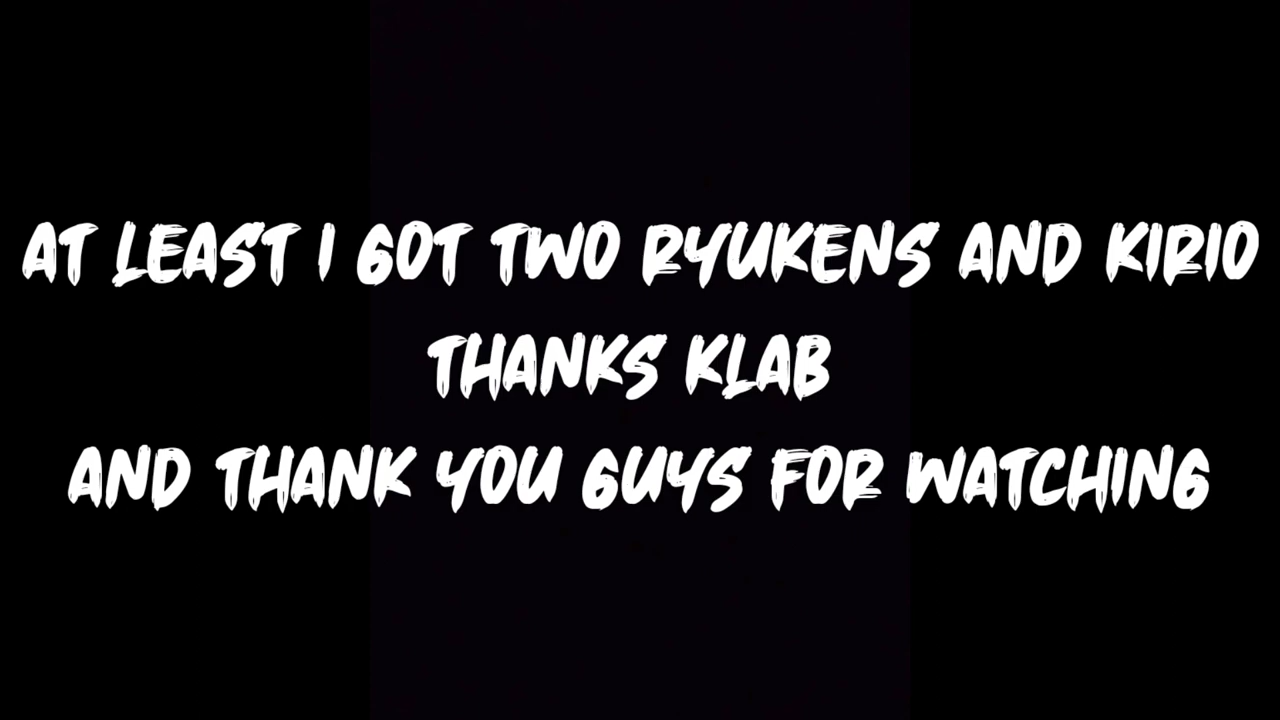 AT LEAST I GOT TWO RYUKENS AND KIRIO
THANKS KLAB
AND THANK YOU GUYS FOR WATCHING